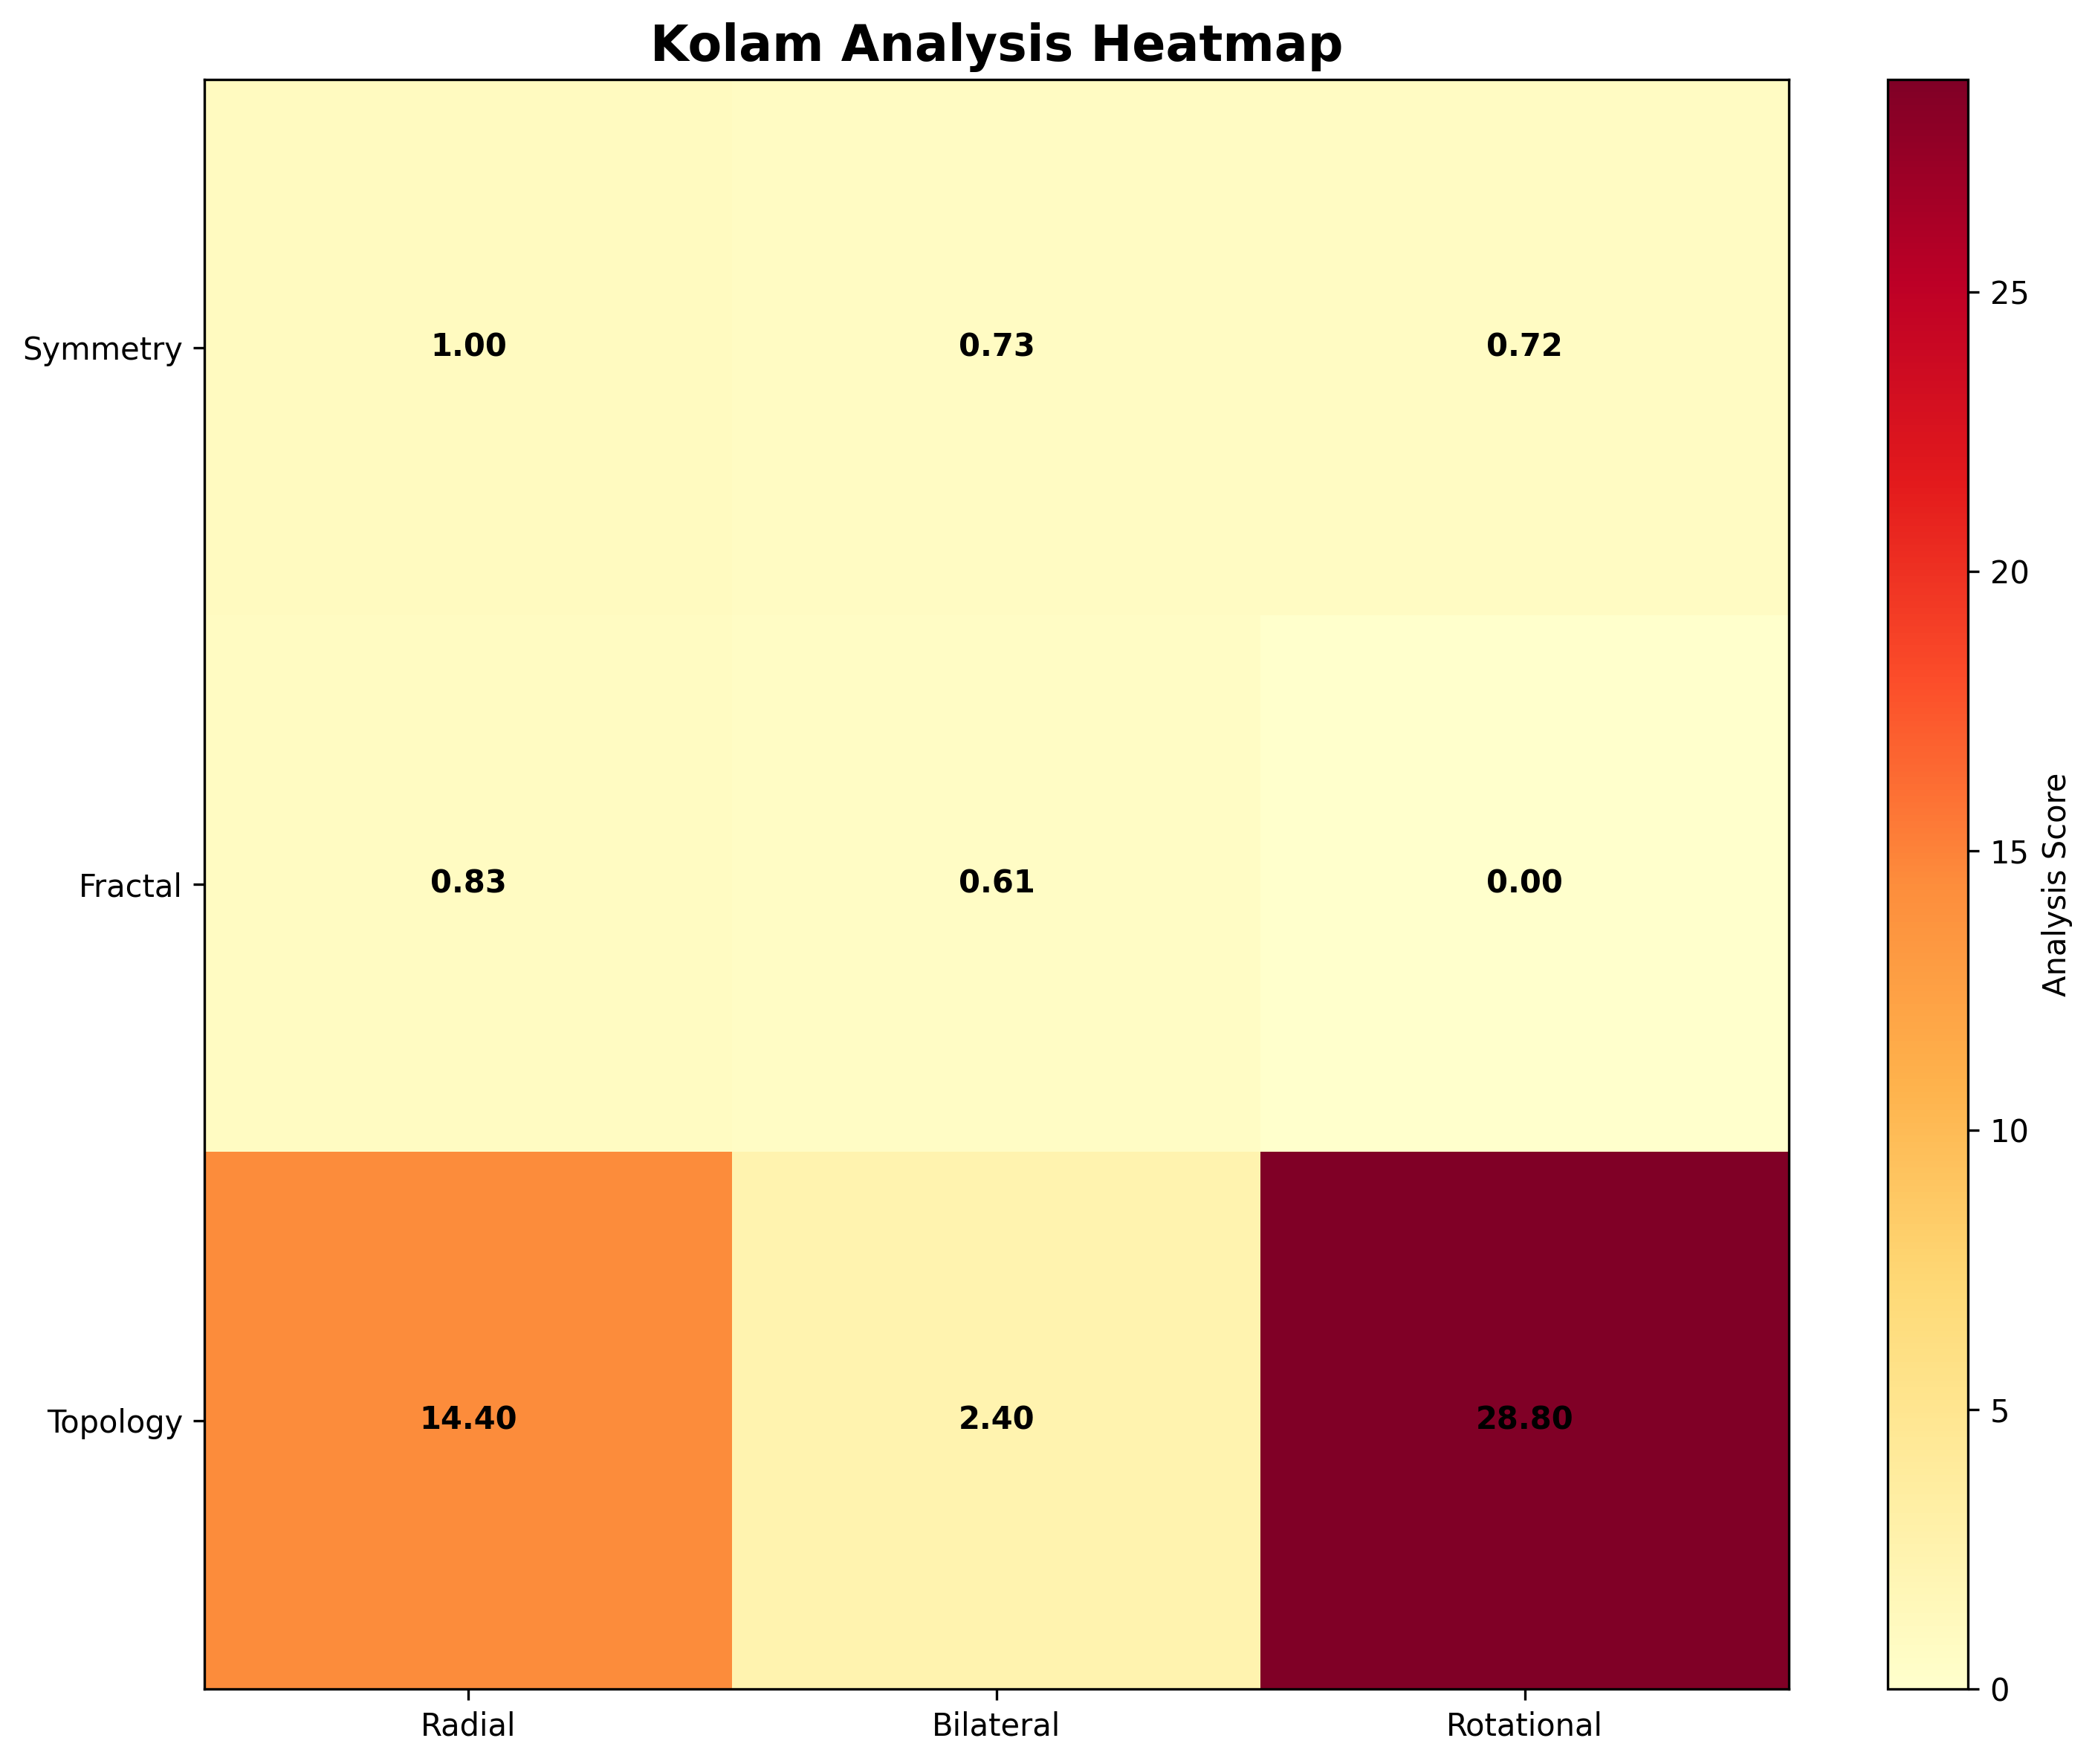 Kolam Analysis Heatmap
Symmetry
1.00
0.73
0.72
Fractal
0.83
0.61
0.00
Topology
14.40
2.40
28.80
Radial
Bilateral
Rotational
25
20
15
10
5
0
Analysis Score